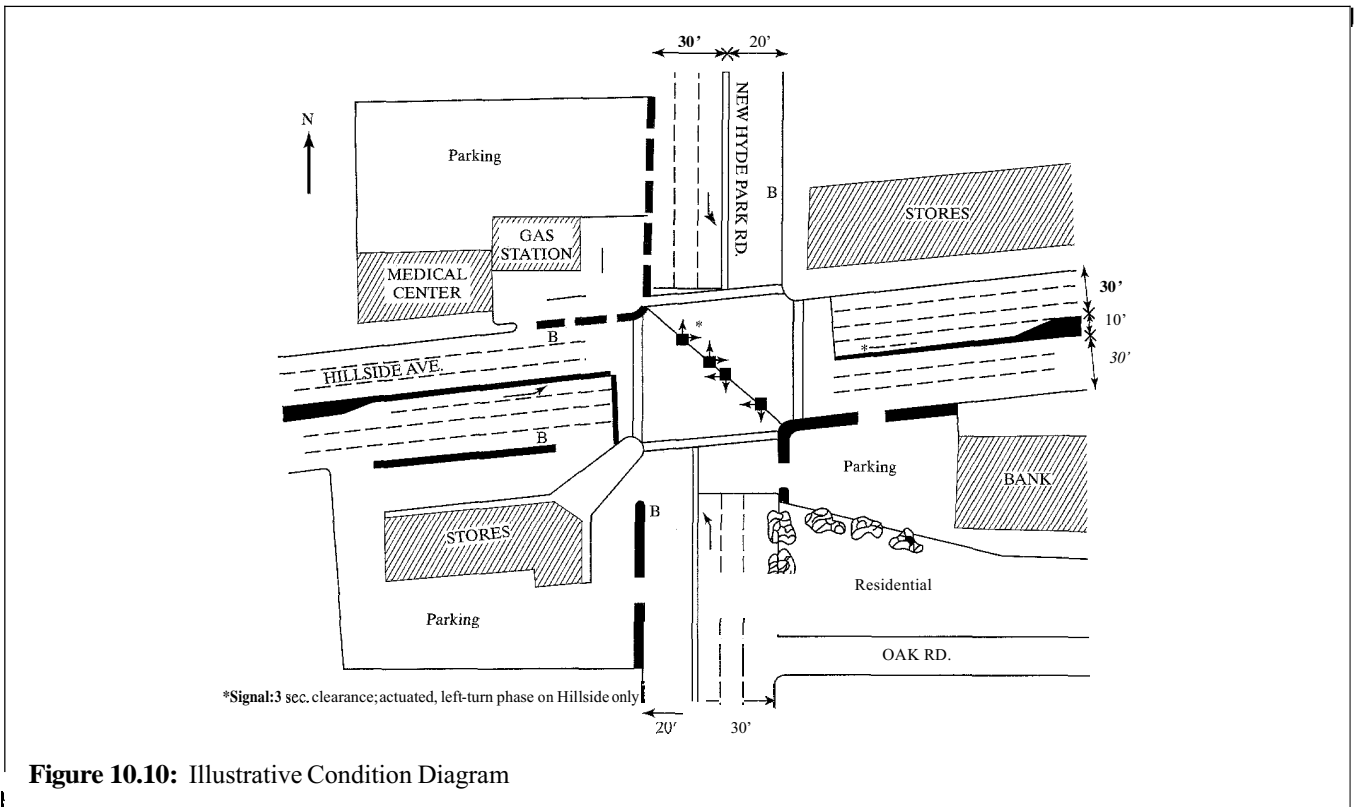 30’ 20’
N
NEW HYDE PARK RD.
Parking
B
STORES
GAS
STATION
MEDICAL
CENTER
30’
10’
30’
*
*
B
HILLSIDE AVE.
B
Parking
BANK
B
STORES
Residential
Parking
OAK RD.
*Signal:3 sec. clearance; actuated, left-turn phase on Hillside only
20’ 30’
Figure 10.10: Illustrative Condition Diagram